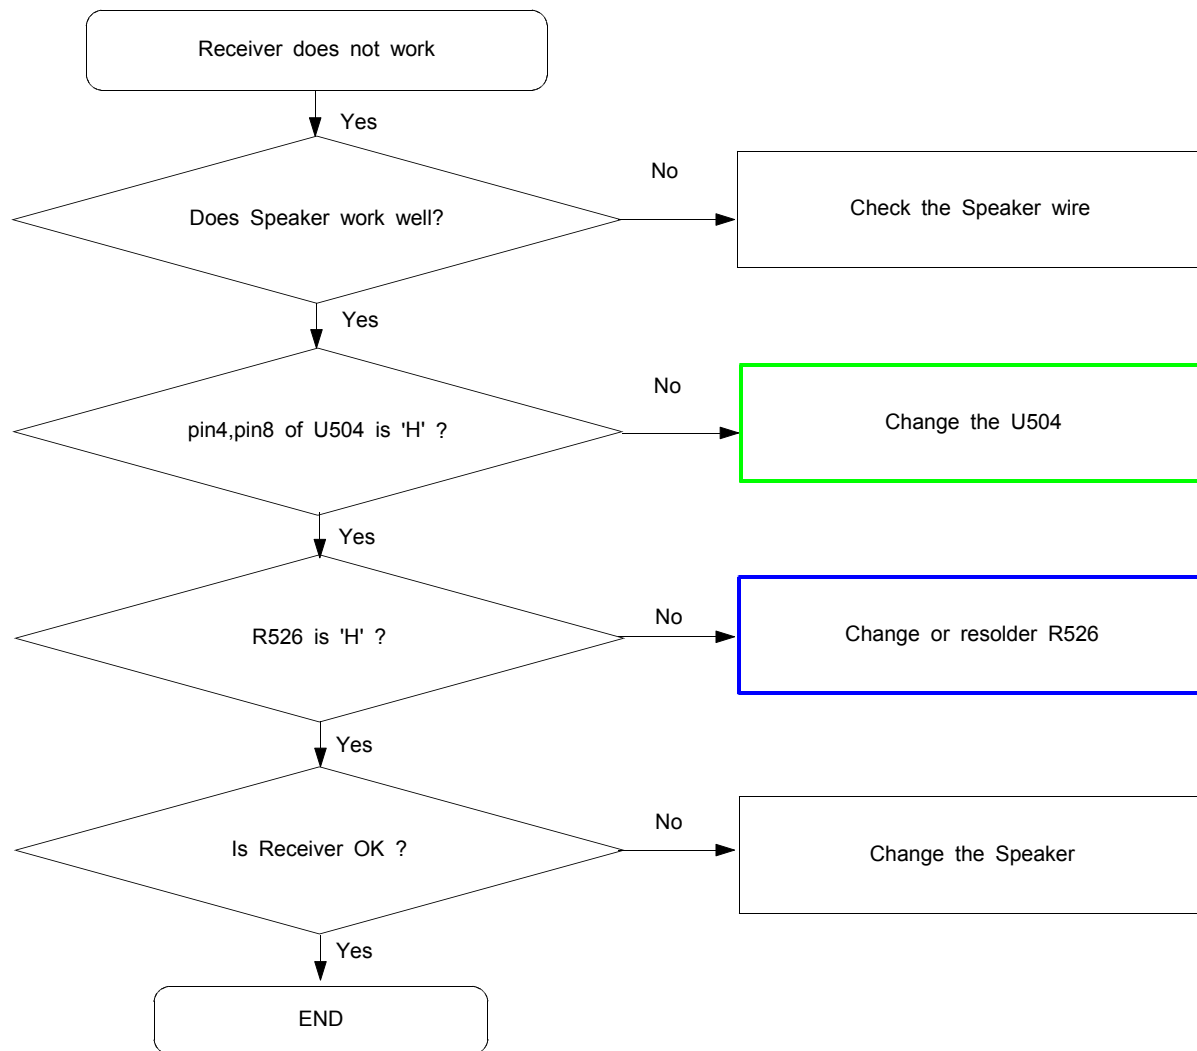 Receiver does not work
Yes
Does Speaker work well?
No
Check the Speaker wire
Yes
pin4,pin8 of U504 is 'H' ?
No
Change the U504
Yes
R526 is 'H' ?
No
Change or resolder R526
Yes
Is Receiver OK ?
No
Change the Speaker
Yes
END